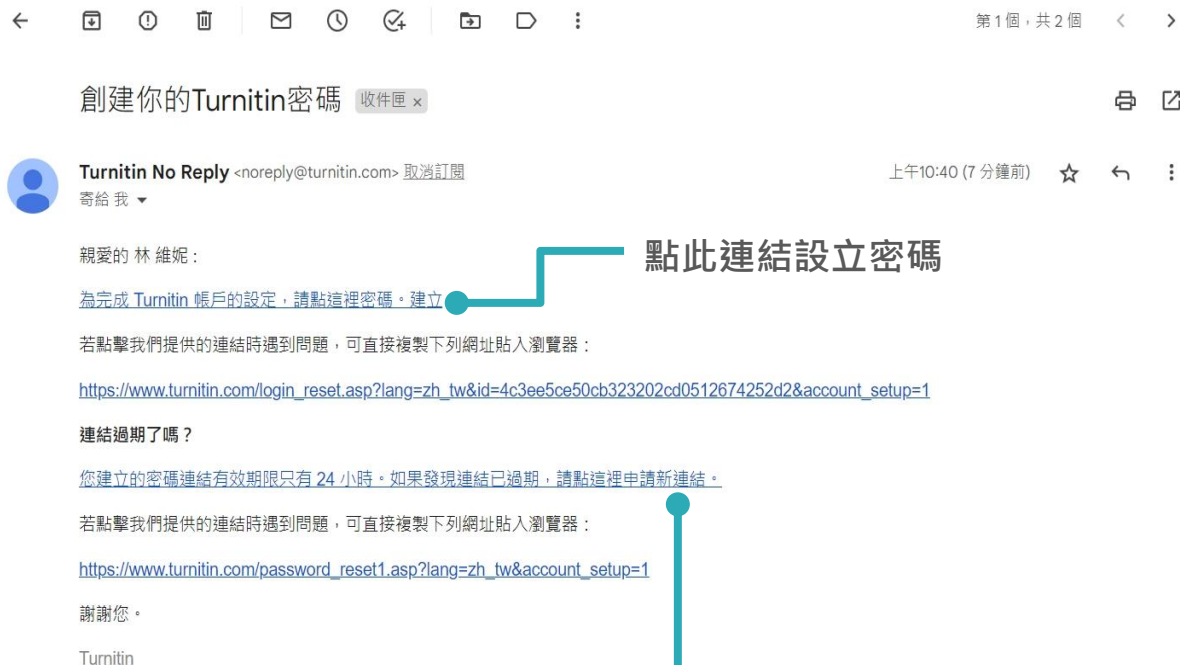 第 1 個，共 2 個
創建你的Turnitin密碼 收件匣 ×
Turnitin No Reply <noreply@turnitin.com> 取消訂閱
上午10:40 (7 分鐘前)
寄給 我
親愛的 林 維妮 :
點此連結設立密碼
為完成 Turnitin 帳戶的設定，請點這裡密碼。建立
若點擊我們提供的連結時遇到問題，可直接複製下列網址貼入瀏覽器：
https://www.turnitin.com/login_reset.asp?lang=zh_tw&id=4c3ee5ce50cb323202cd0512674252d2&account_setup=1
連結過期了嗎？
您建立的密碼連結有效期限只有 24 小時。如果發現連結已過期，請點這裡申請新連結。
若點擊我們提供的連結時遇到問題，可直接複製下列網址貼入瀏覽器：
https://www.turnitin.com/password_reset1.asp?lang=zh_tw&account_setup=1
謝謝您。
Turnitin